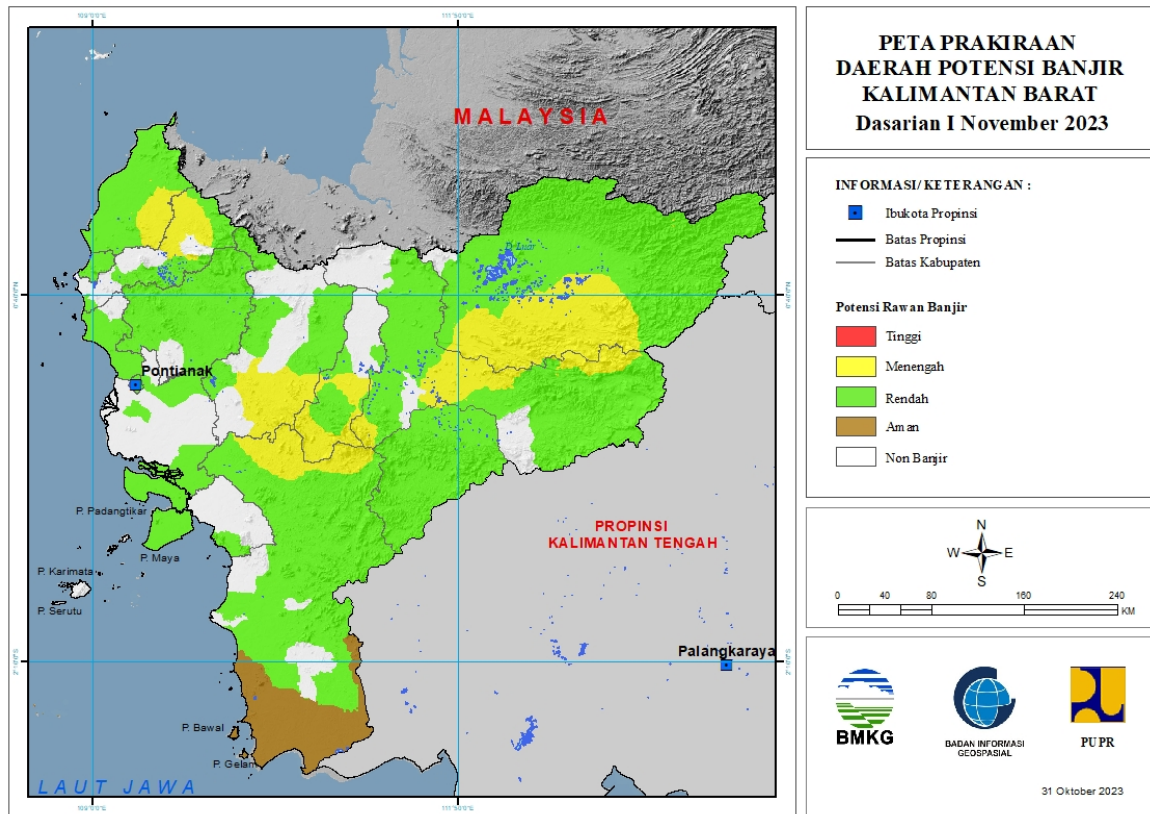 PETA PRAKIRAAN
DAERAH POTENSI BANJIR
KALIMANTAN BARAT
Dasarian I November 2023
INFORMASI/ KETERANGAN :
Ibukota Propinsi
Batas Propinsi
Batas Kabupaten
Potensi Rawan Banjir
Tinggi
Menengah
Rendah
Aman
Non Banjir
N
W E
S
0 40 80 160 240
KM
BMKG
BADAN INFORMASI
GEOSPASIAL
PUPR
31 Oktober 2023
MALAYSIA
Pontianak
P. Padangtikar
P. Maya
P. Karimata
P. Serutu
PROPINSI
KALIMANTAN TENGAH
Palangkaraya
P. Bawal
P. Gelam
LAUT JAWA